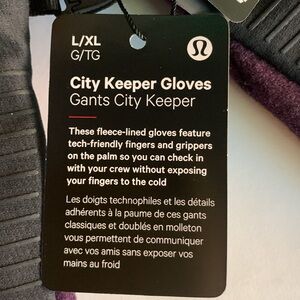 L/XL
G/TG
City Keeper Gloves
Gants City Keeper
These fleece-lined gloves feature
tech-friendly fingers and grippers
on the palm so you can check in
with your crew without exposing
your fingers to the cold
Les doigts technophiles et les détails
adhérents à la paume de ces gants
classiques et doublés en molleton
vous permettent de communiquer
avec vos amis sans exposer vos
mains au froid